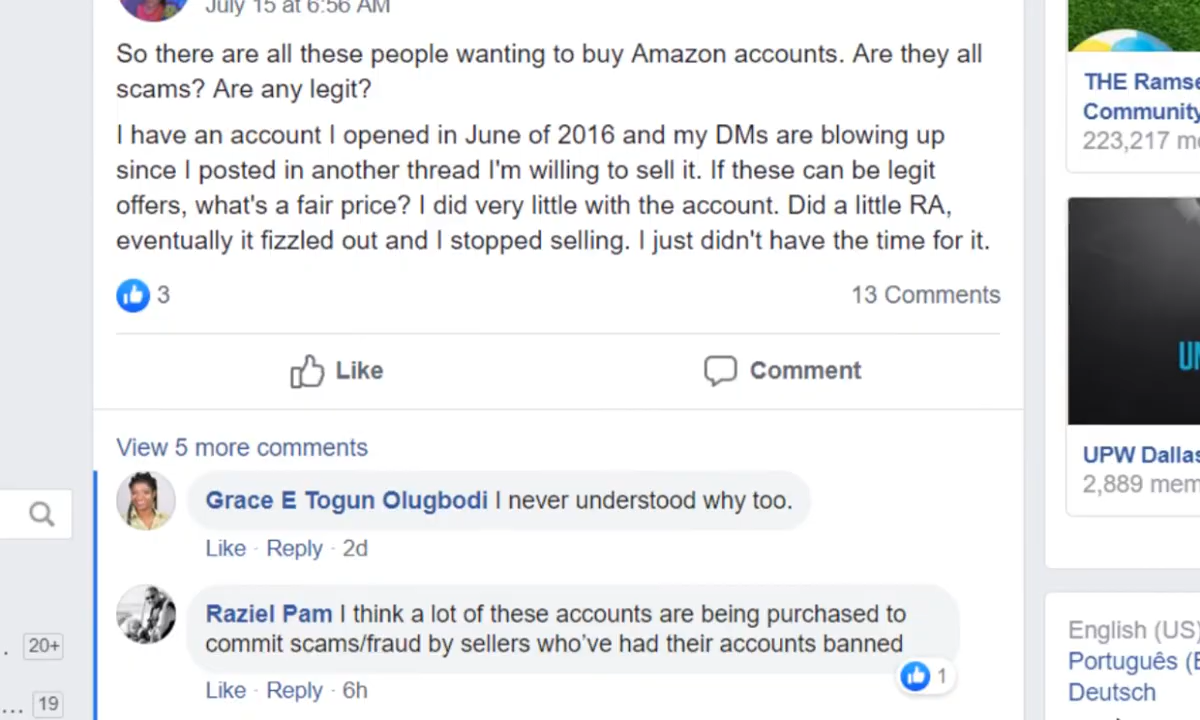 July 15 at 6:56 AM
So there are all these people wanting to buy Amazon accounts. Are they all
scams? Are any legit?
I have an account I opened in June of 2016 and my DMs are blowing up
since I posted in another thread I'm willing to sell it. If these can be legit
offers, what's a fair price? I did very little with the account. Did a little RA,
eventually it fizzled out and I stopped selling. I just didn't have the time for it.
3
13 Comments
Like
Comment
View 5 more comments
Grace E Togun Olugbodi I never understood why too.
Like · Reply · 2d
Raziel Pam I think a lot of these accounts are being purchased to
commit scams/fraud by sellers who've had their accounts banned
1
Like · Reply · 6h
. 20+
... 19
THE Ramse
Community
223,217 me
UN
UPW Dallas
2,889 mem
English (US)
Português (B
Deutsch